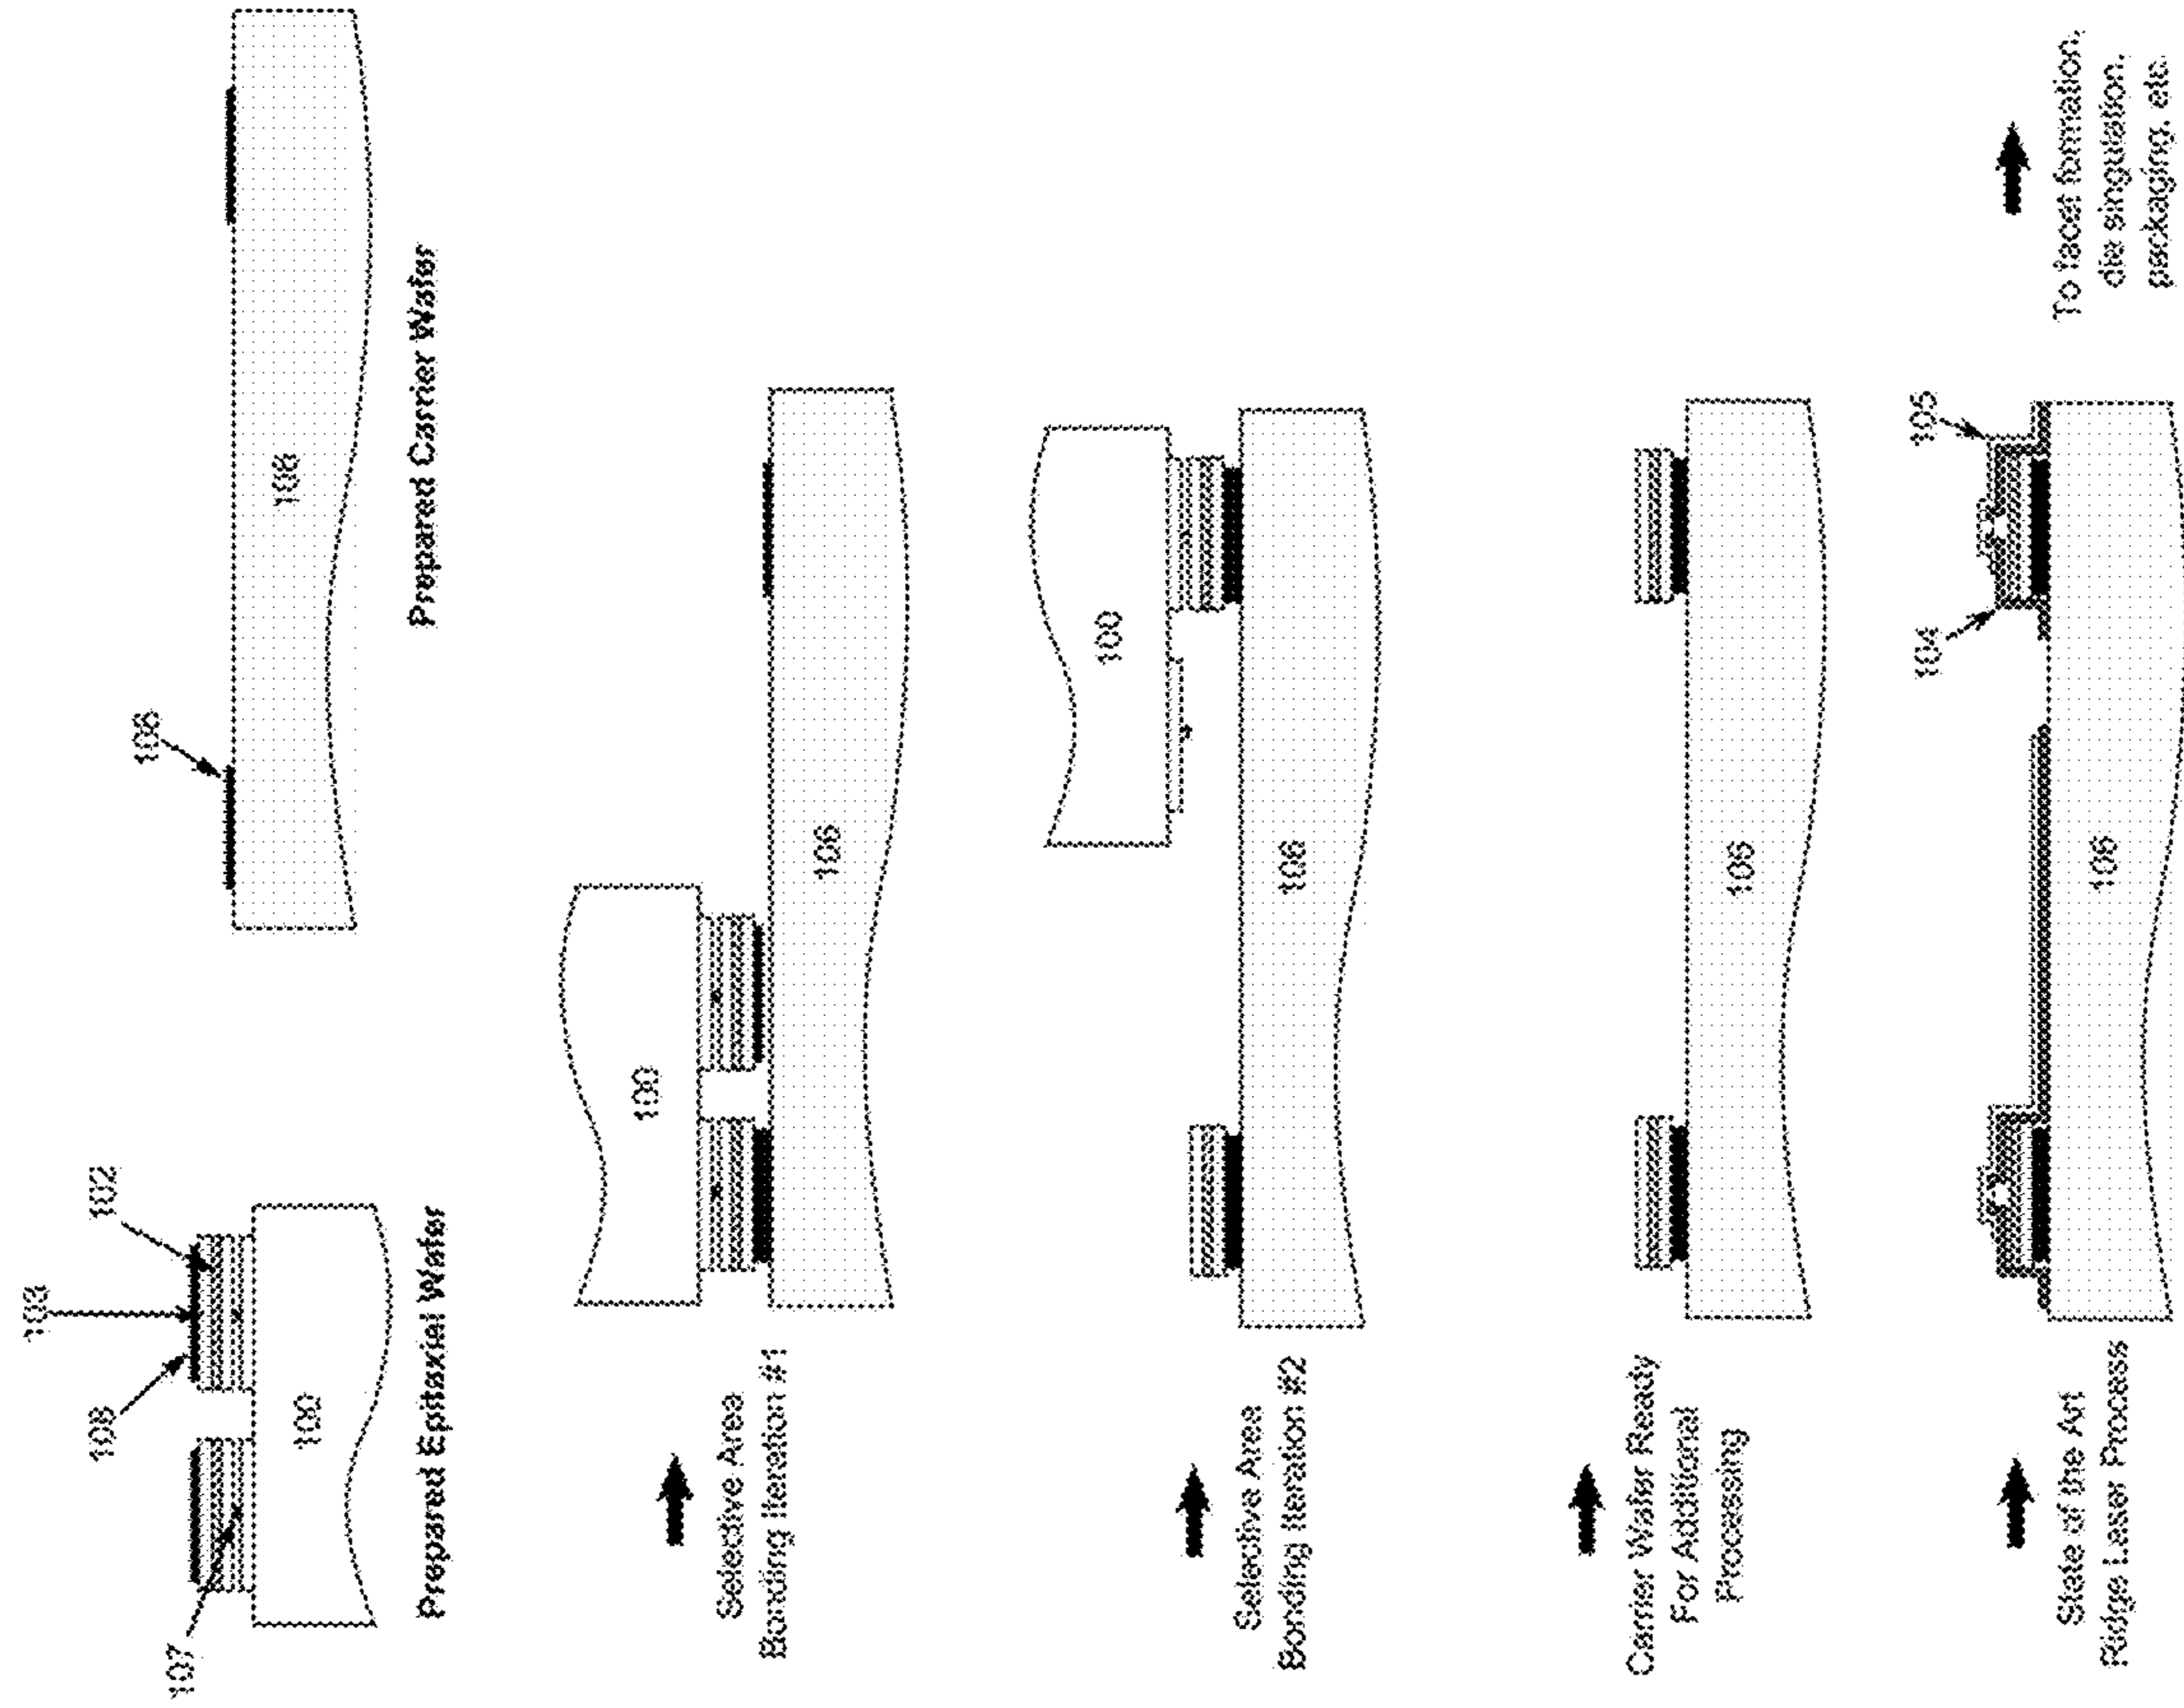 103
108
102
108
107
100
106
Prepared Epitaxial Wafer
Prepared Carrier Wafer
100
Selective Area
Bonding Iteration #1
106
100
Selective Area
Bonding Iteration #2
106
Carrier Wafer Ready
For Additional
Processing
106
104
105
State of the Art
Ridge Laser Process
106
To facet formation,
die singulation,
packaging, etc.